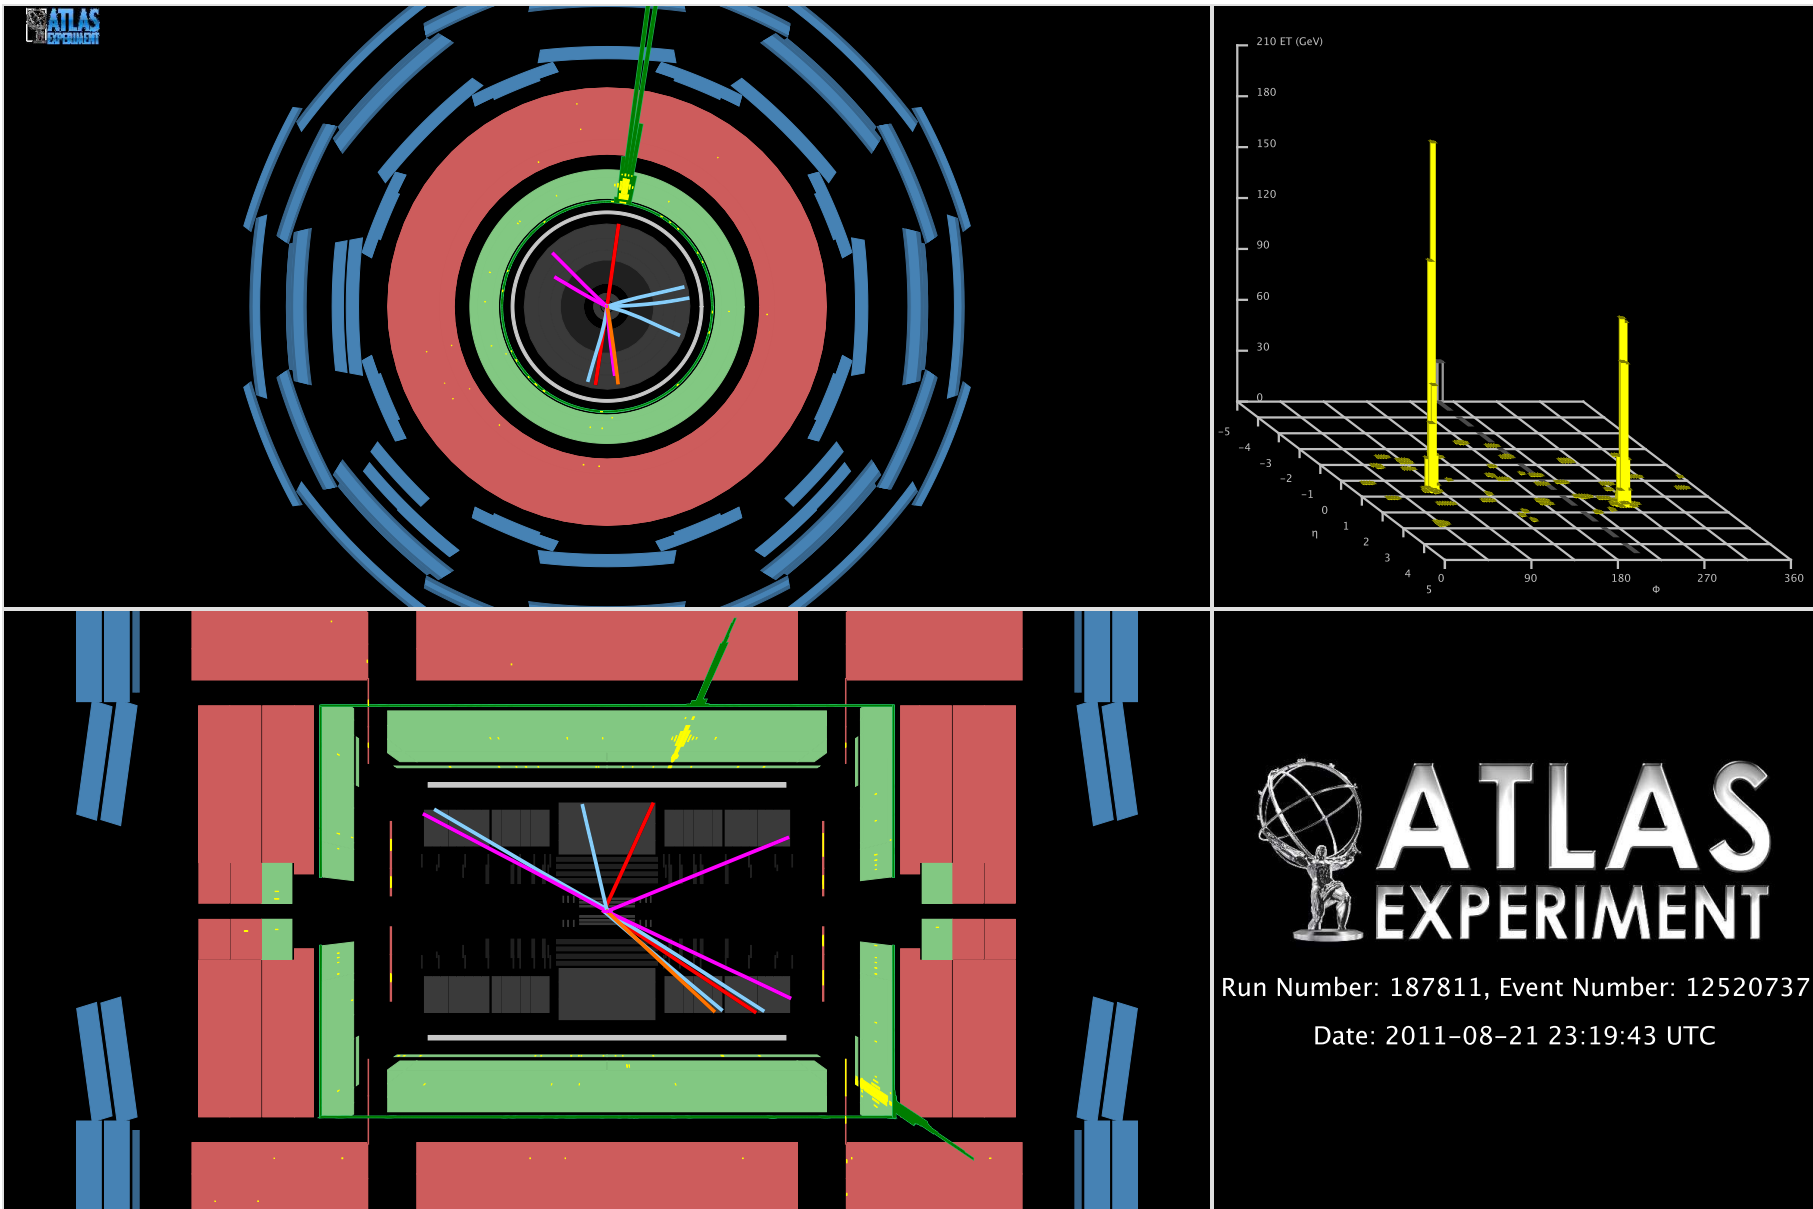 ATLAS
EXPERIMENT
210 ET (GeV)
180
150
120
90
60
30
0
-5
-4
-3
-2
-1
0
1
2
3
4
5
η
0
90
180
270
360
Φ
ATLAS
EXPERIMENT
Run Number: 187811, Event Number: 12520737
Date: 2011-08-21 23:19:43 UTC